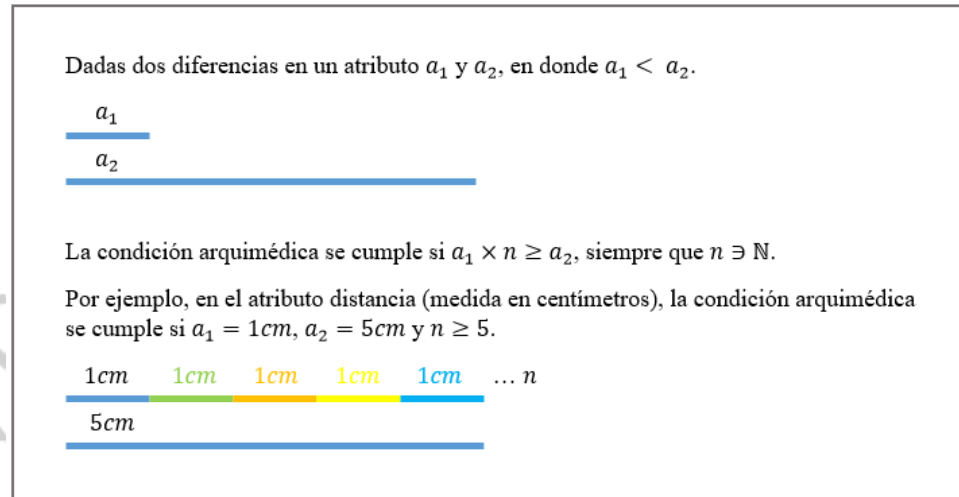 Dadas dos diferencias en un atributo a₁ y a₂, en donde a₁ < a₂.
a₁
a₂
La condición arquimédica se cumple si a₁ × n ≥ a₂, siempre que n ∋ ℕ.
Por ejemplo, en el atributo distancia (medida en centímetros), la condición arquimédica
se cumple si a₁ = 1cm, a₂ = 5cm y n ≥ 5.
1cm 1cm 1cm 1cm 1cm … n
5cm